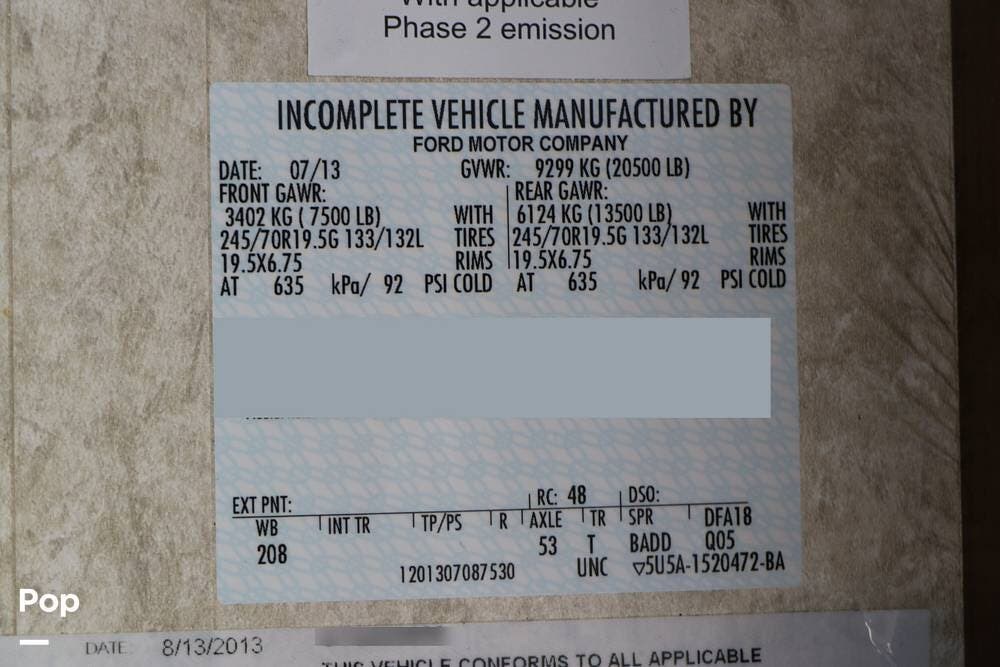 With applicable
Phase 2 emission
INCOMPLETE VEHICLE MANUFACTURED BY
FORD MOTOR COMPANY
DATE: 07/13 GVWR: 9299 KG (20500 LB)
FRONT GAWR: REAR GAWR:
3402 KG ( 7500 LB) WITH 6124 KG (13500 LB) WITH
245/70R19.5G 133/132L TIRES 245/70R19.5G 133/132L TIRES
19.5X6.75 RIMS 19.5X6.75 RIMS
AT 635 kPa/ 92 PSI COLD AT 635 kPa/ 92 PSI COLD
EXT PNT: RC: 48 DSO:
WB INT TR TP/PS R AXLE TR SPR DFA18
208 53 T BADD Q05
1201307087530 UNC ▽5U5A-1520472-BA
Pop
DATE: 8/13/2013
THIS VEHICLE CONFORMS TO ALL APPLICABLE